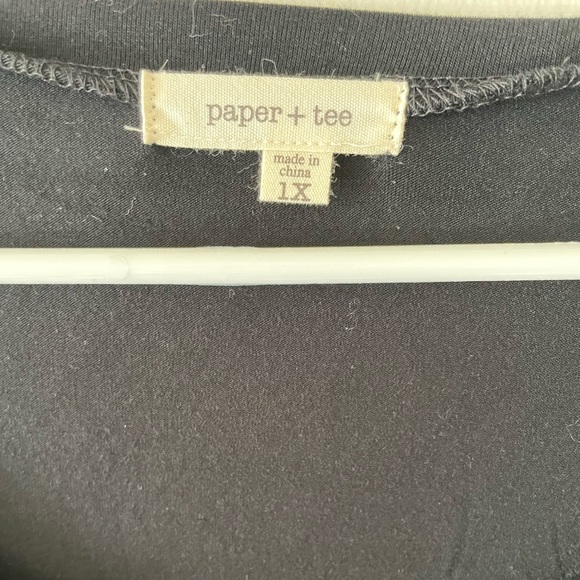 paper + tee
made in
china
1X